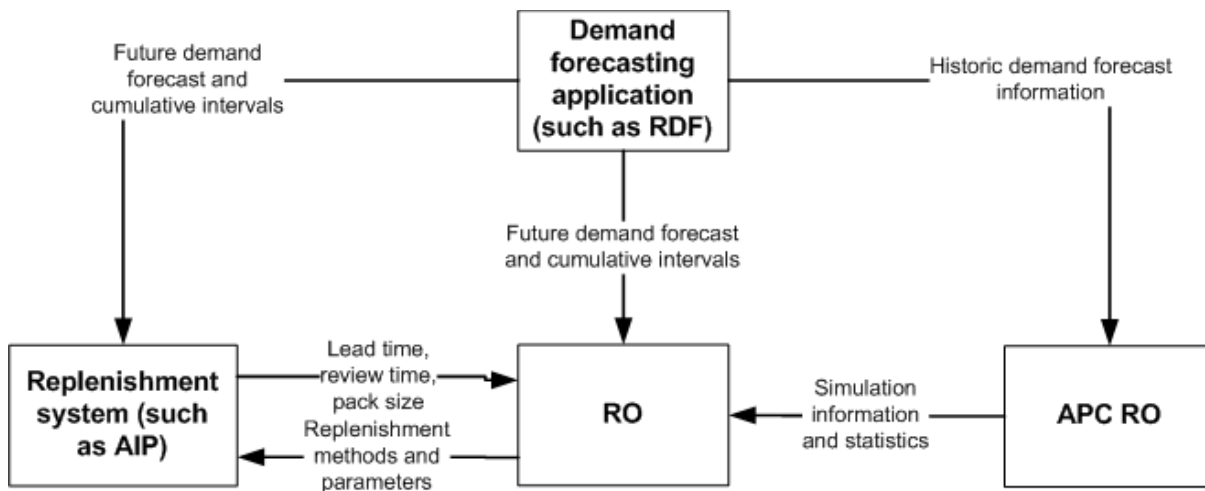 Future demand
forecast and
cumulative intervals
Demand
forecasting
application
(such as RDF)
Historic demand forecast
information
Future demand forecast
and cumulative intervals
Replenishment
system (such
as AIP)
Lead time,
review time,
pack size
Replenishment
methods and
parameters
RO
Simulation
information
and statistics
APC RO